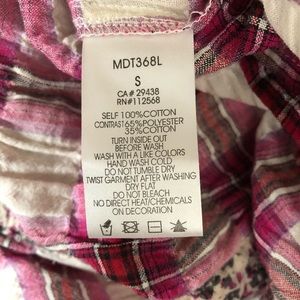 MDT368L
S
CA# 29438
RN#112568
SELF 100%COTTON
CONTRAST65%POLYESTER
35%COTTON
TURN INSIDE OUT
BEFORE WASH
WASH WITH A LIKE COLORS
HAND WASH COLD
DO NOT TUMBLE DRY
TWIST GARMENT AFTER WASHING
DRY FLAT
DO NOT BLEACH
NO DIRECT HEAT/CHEMICALS
ON DECORATION